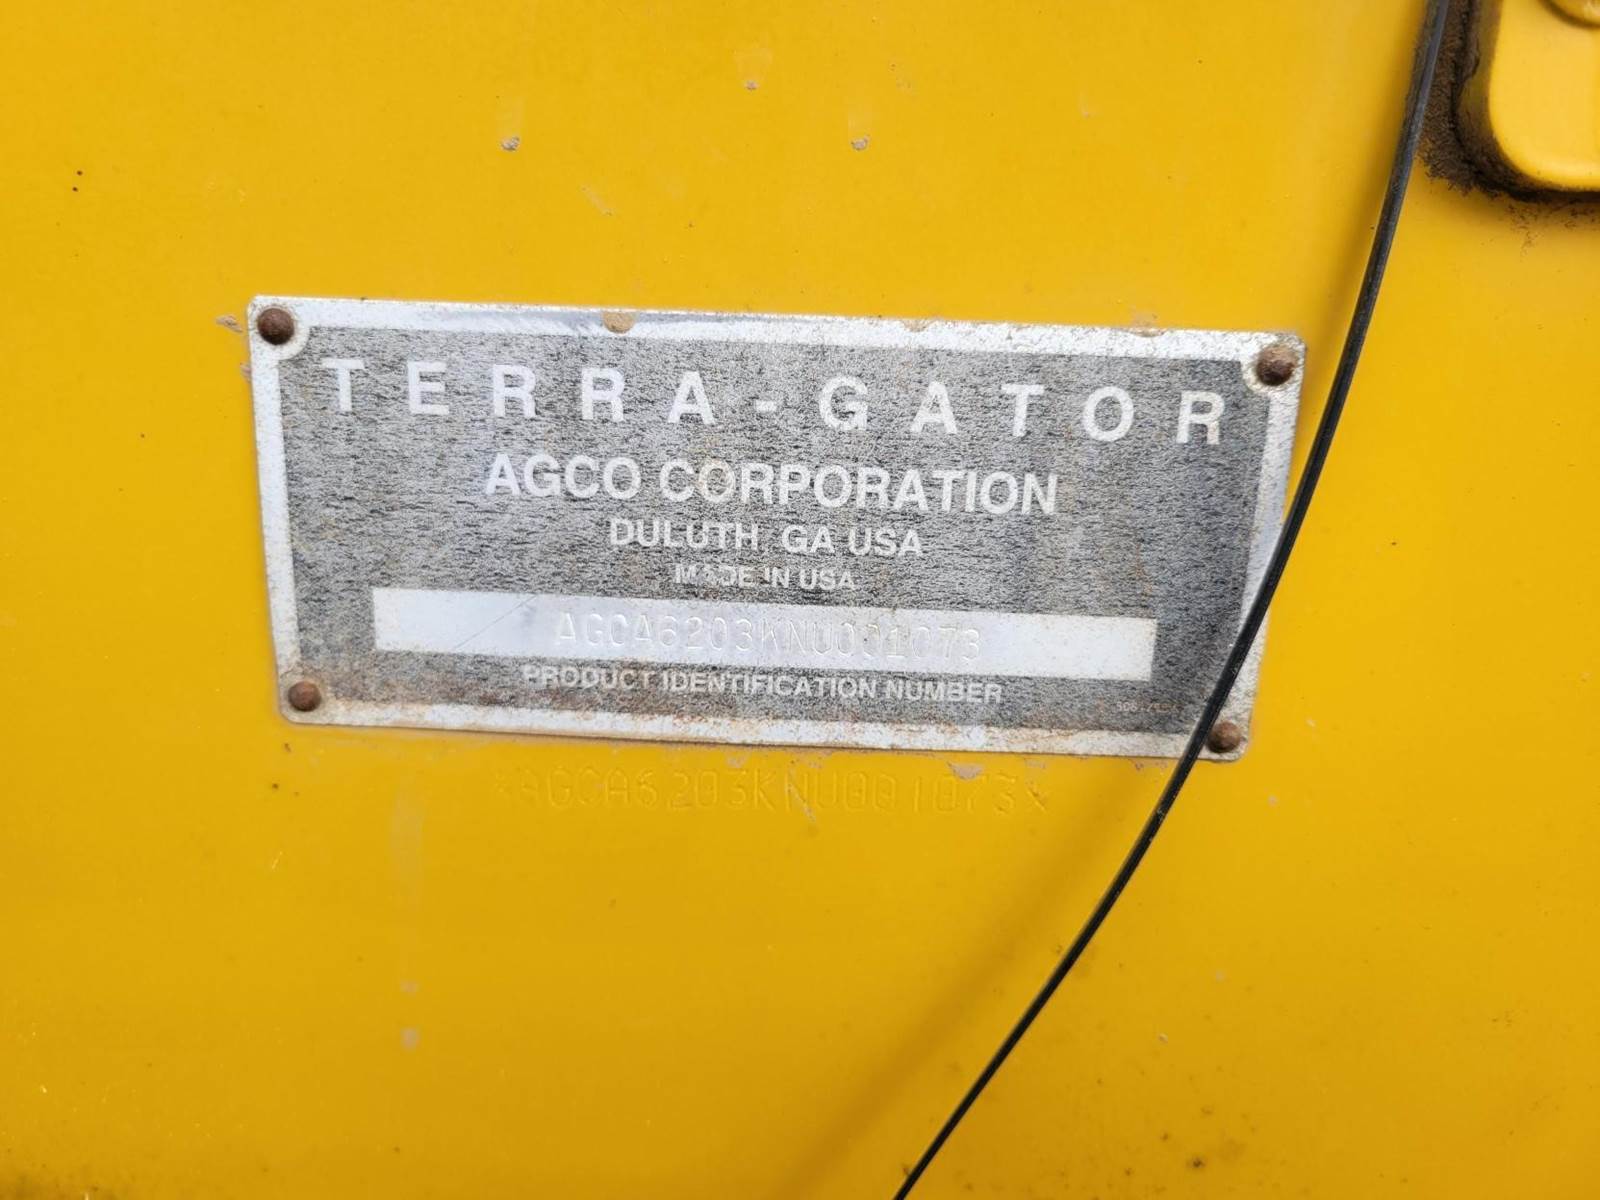 TERRA-GATOR
AGCO CORPORATION
DULUTH, GA USA
MADE IN USA
AGCA6203KNU001073
PRODUCT IDENTIFICATION NUMBER
*AGCA6203KNU001073*